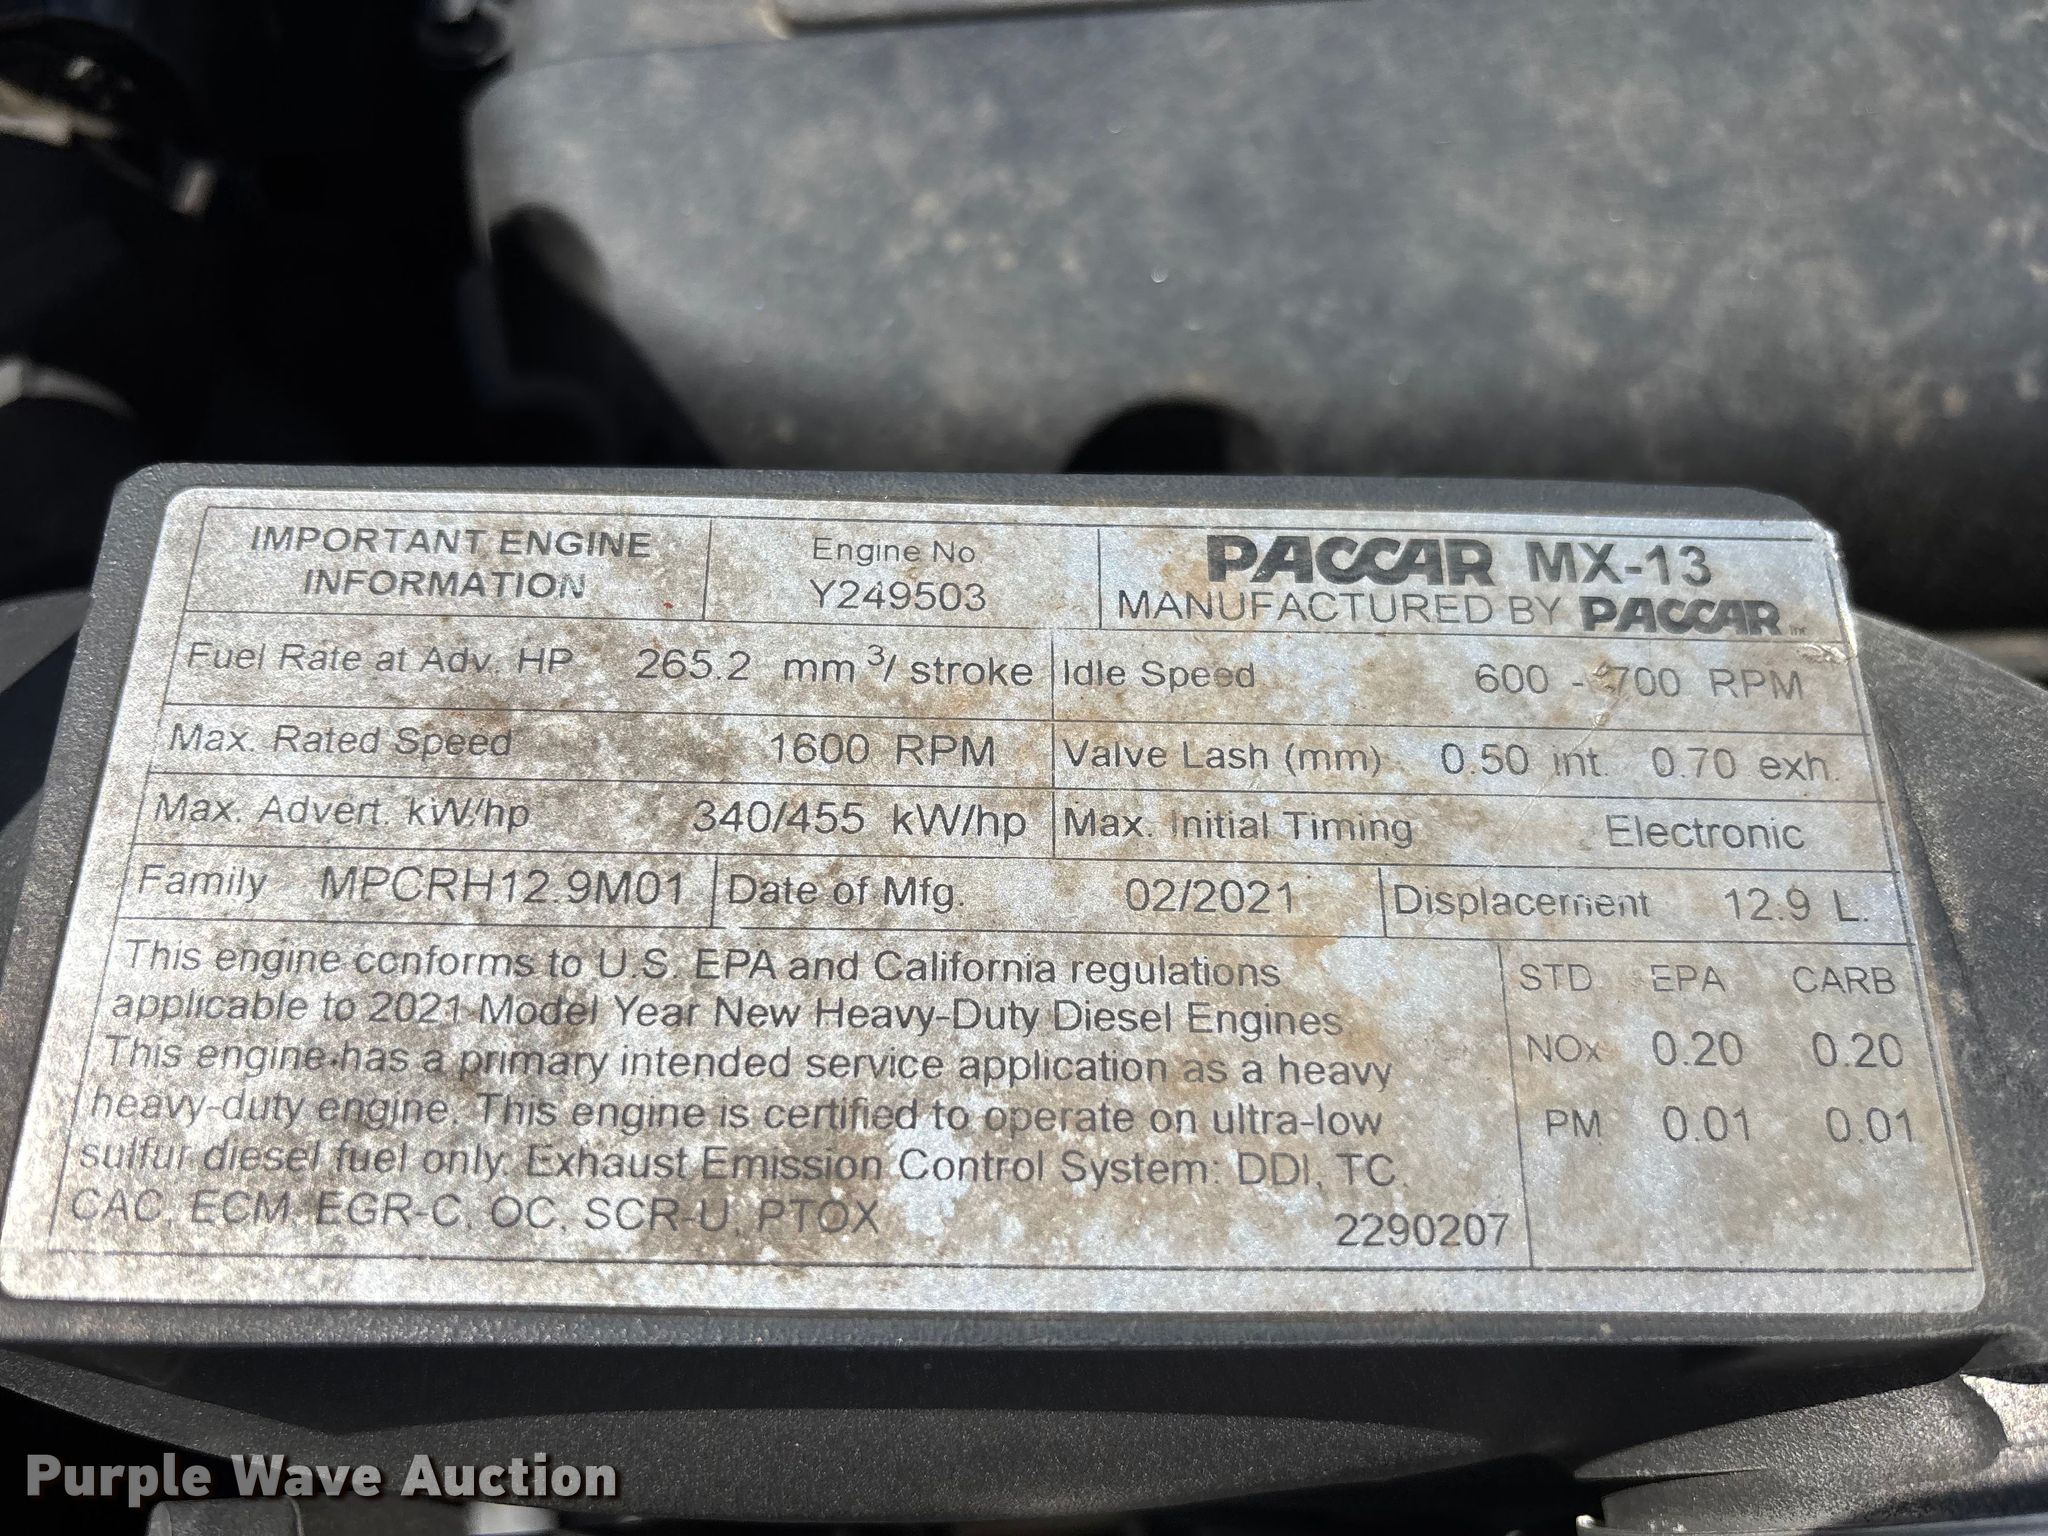 IMPORTANT ENGINE
INFORMATION
Engine No.
Y249503
PACCAR MX-13
MANUFACTURED BY PACCAR Inc
Fuel Rate at Adv. HP 265.2 mm3/ stroke
Idle Speed 600 - 700 RPM
Max. Rated Speed 1600 RPM
Valve Lash (mm) 0.50 int. 0.70 exh.
Max. Advert. kW/hp 340/455 kW/hp
Max. Initial Timing Electronic
Family MPCRH12.9M01
Date of Mfg. 02/2021
Displacement 12.9 L.
This engine conforms to U.S. EPA and California regulations
applicable to 2021 Model Year New Heavy-Duty Diesel Engines.
This engine has a primary intended service application as a heavy
heavy-duty engine. This engine is certified to operate on ultra-low
sulfur diesel fuel only. Exhaust Emission Control System: DDI, TC,
CAC, ECM, EGR-C, OC, SCR-U, PTOX
2290207
STD EPA CARB
NOx 0.20 0.20
PM 0.01 0.01
Purple Wave Auction